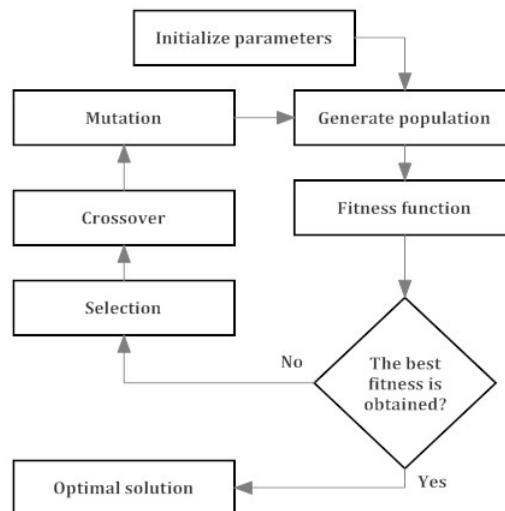 Initialize parameters
Mutation
Generate population
Crossover
Fitness function
Selection
No
The best
fitness is
obtained?
Optimal solution
Yes